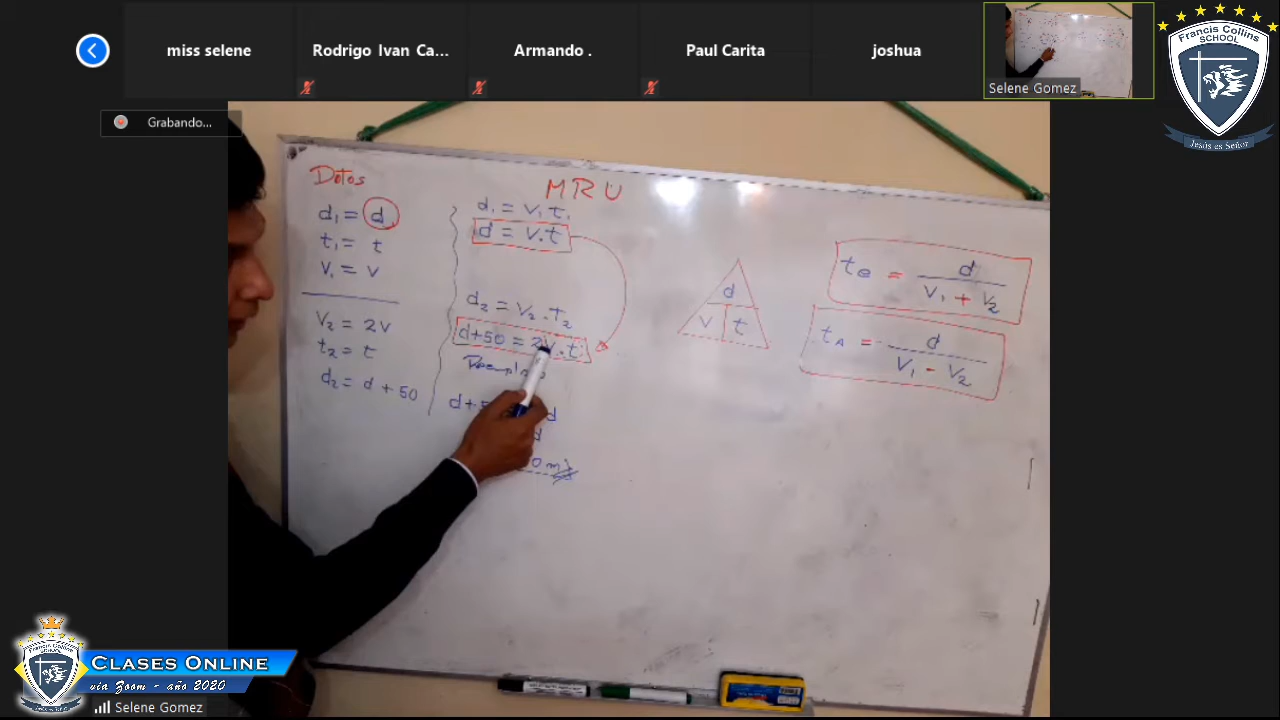 miss selene
Rodrigo Ivan Ca...
Armando .
Paul Carita
joshua
Selene Gomez
Francis Collins
SCHOOL
Jesús es Señor
Grabando...
Datos
d₁ = d
t₁ = t
V₁ = V
V₂ = 2V
t₂ = t
d₂ = d + 50
MRU
d₁ = V₁ t₁
d = V.t
d₂ = V₂ . T₂
d+50 = 2V.t
d+5
d
d
0 m
d
V t
te = d / V₁ + V₂
tA = d / V₁ - V₂
CLASES ONLINE
vía Zoom - año 2020
Selene Gomez